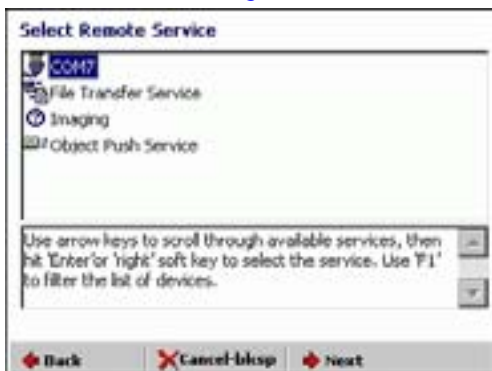 Select Remote Service
COM7
File Transfer Service
Imaging
Object Push Service
Use arrow keys to scroll through available services, then
hit 'Enter'or 'right' soft key to select the service. Use 'F1'
to filter the list of devices.
Back Cancel-bksp Next